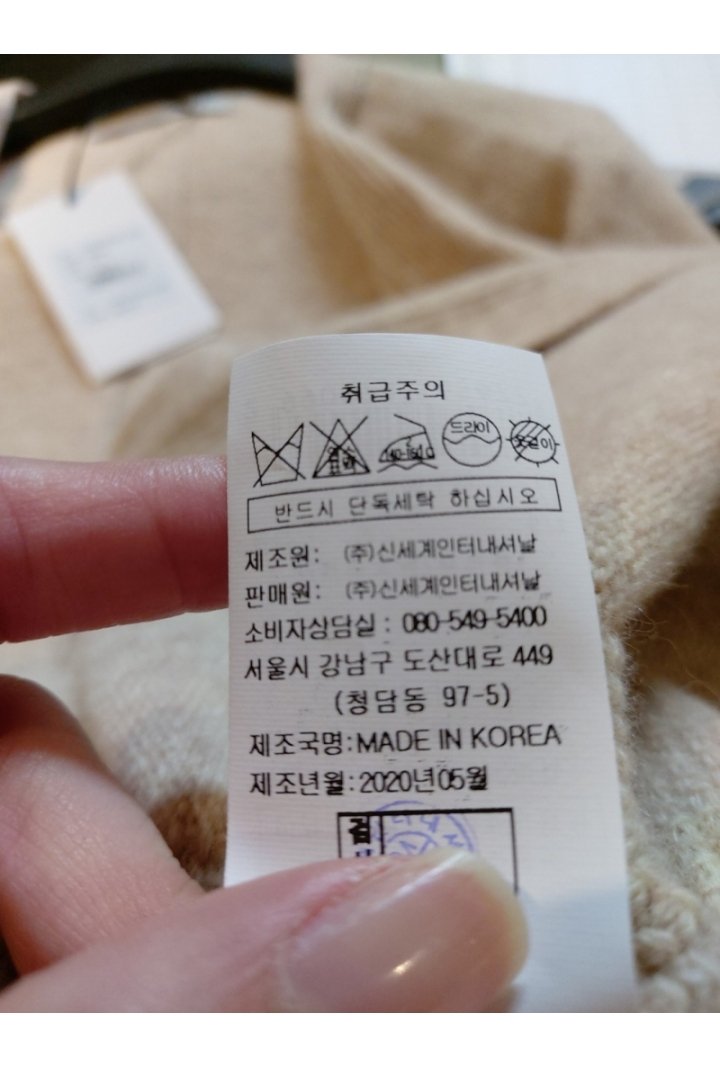 취급주의
드라이
반드시 단독세탁 하십시오
제조원: (주)신세계인터내셔날
판매원: (주)신세계인터내셔날
소비자상담실 : 080-549-5400
서울시 강남구 도산대로 449
(청담동 97-5)
제조국명:MADE IN KOREA
제조년월:2020년05월
검